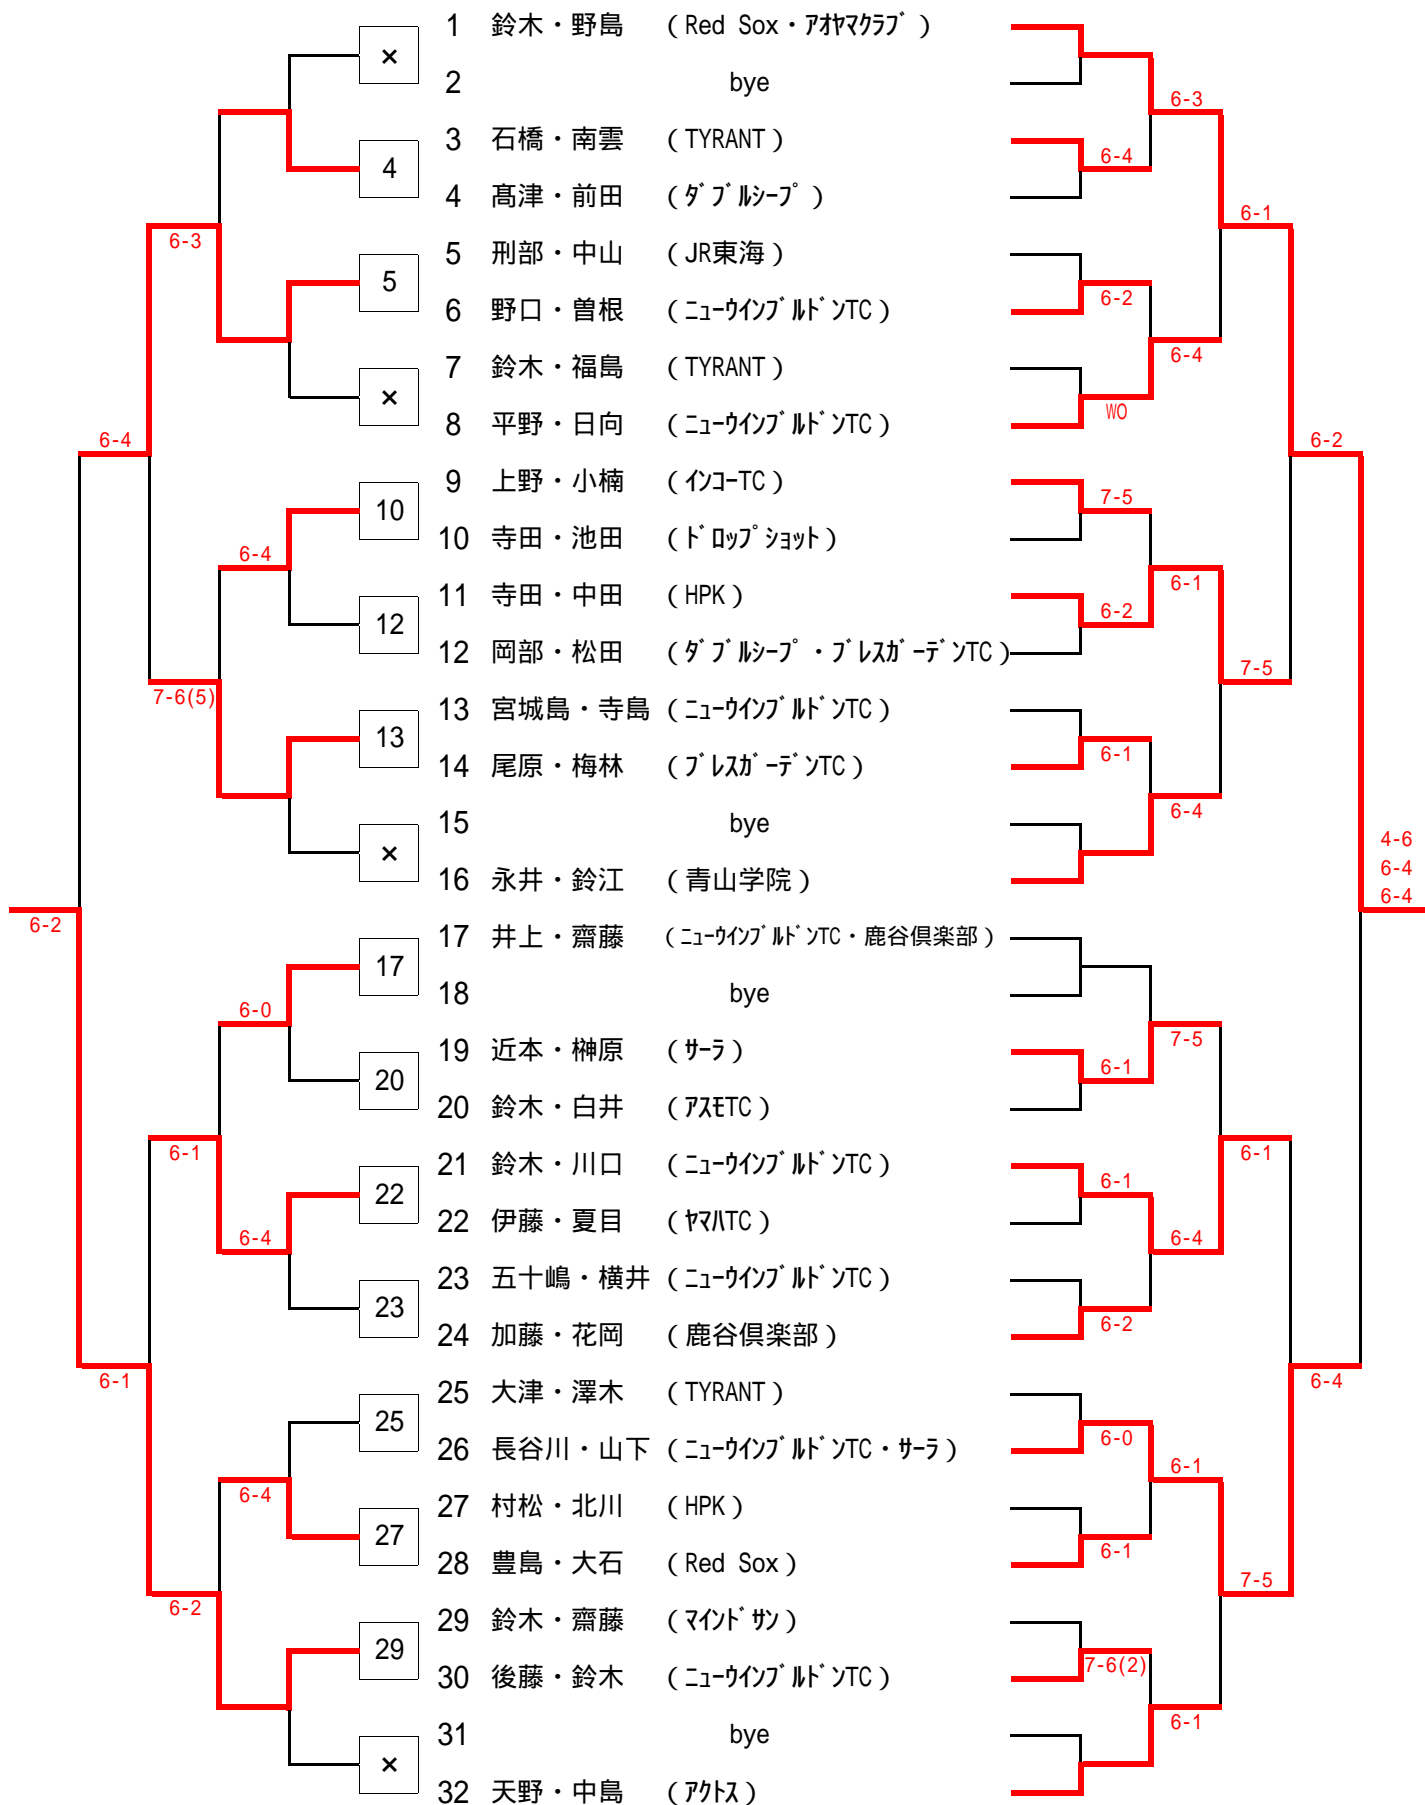 1 鈴木・野島 （Red Sox・ｱｵﾔﾏｸﾗﾌﾞ）
×
2 bye
6-3
3 石橋・南雲 （TYRANT）
6-4
4
4 髙津・前田 （ﾀﾞﾌﾞﾙｼｰﾌﾟ）
6-1
6-3
5 刑部・中山 （JR東海）
5
6-2
6 野口・曽根 （ﾆｭｰｳｲﾝﾌﾞﾙﾄﾞﾝTC）
6-4
7 鈴木・福島 （TYRANT）
×
WO
8 平野・日向 （ﾆｭｰｳｲﾝﾌﾞﾙﾄﾞﾝTC）
6-4
6-2
9 上野・小楠 （ｲﾝｺｰTC）
7-5
10
10 寺田・池田 （ﾄﾞﾛｯﾌﾟｼｮｯﾄ）
6-4
6-1
11 寺田・中田 （HPK）
6-2
12
12 岡部・松田 （ﾀﾞﾌﾞﾙｼｰﾌﾟ・ﾌﾞﾚｽｶﾞｰﾃﾞﾝTC）
7-5
7-6(5)
13 宮城島・寺島 （ﾆｭｰｳｲﾝﾌﾞﾙﾄﾞﾝTC）
13
6-1
14 尾原・梅林 （ﾌﾞﾚｽｶﾞｰﾃﾞﾝTC）
6-4
15 bye
4-6
×
6-4
16 永井・鈴江 （青山学院）
6-4
6-2
17 井上・齋藤 （ﾆｭｰｳｲﾝﾌﾞﾙﾄﾞﾝTC・鹿谷倶楽部）
17
18 bye
6-0
7-5
19 近本・榊原 （ｻｰﾗ）
6-1
20
20 鈴木・白井 （ｱｽﾓTC）
6-1
6-1
21 鈴木・川口 （ﾆｭｰｳｲﾝﾌﾞﾙﾄﾞﾝTC）
6-1
22
22 伊藤・夏目 （ﾔﾏﾊTC）
6-4
6-4
23 五十嶋・横井 （ﾆｭｰｳｲﾝﾌﾞﾙﾄﾞﾝTC）
23
6-2
24 加藤・花岡 （鹿谷倶楽部）
6-1
6-4
25 大津・澤木 （TYRANT）
25
6-0
26 長谷川・山下 （ﾆｭｰｳｲﾝﾌﾞﾙﾄﾞﾝTC・ｻｰﾗ）
6-1
6-4
27 村松・北川 （HPK）
27
6-1
28 豊島・大石 （Red Sox）
7-5
6-2
29 鈴木・齋藤 （ﾏｲﾝﾄﾞｻﾝ）
29
7-6(2)
30 後藤・鈴木 （ﾆｭｰｳｲﾝﾌﾞﾙﾄﾞﾝTC）
6-1
31 bye
×
32 天野・中島 （ｱｸﾄｽ）